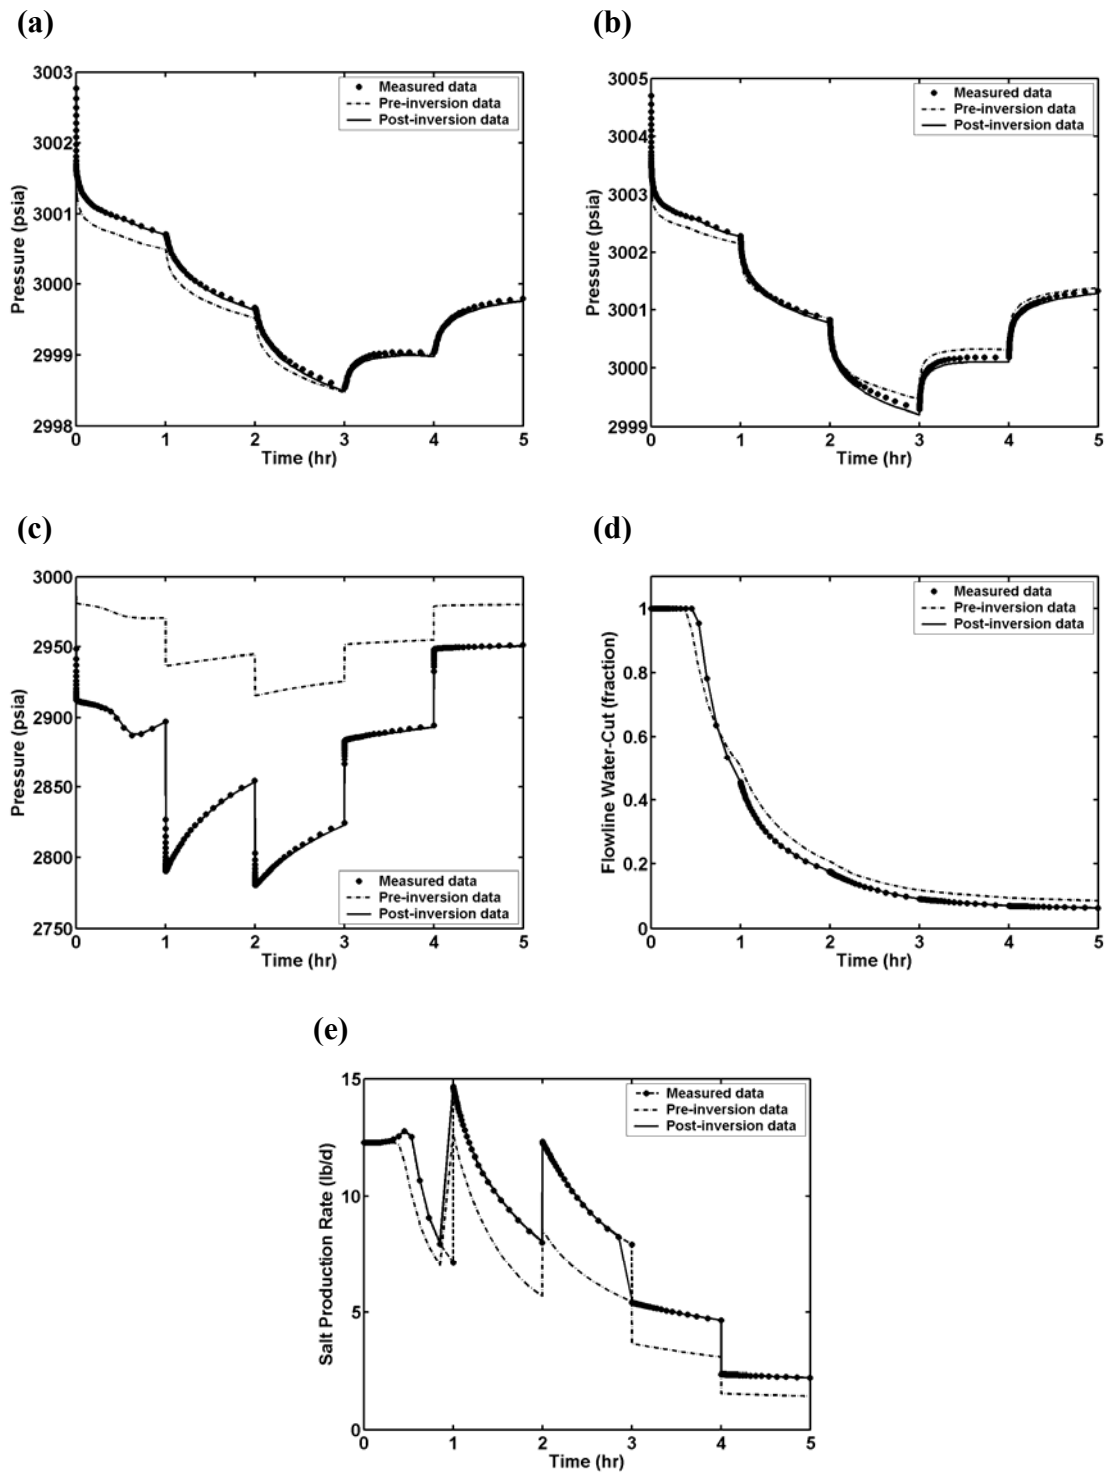 (a)
3003
3002
3001
3000
2999
2998
Pressure (psia)
0 1 2 3 4 5
Time (hr)
Measured data
Pre-inversion data
Post-inversion data
(b)
3005
3004
3003
3002
3001
3000
2999
Pressure (psia)
0 1 2 3 4 5
Time (hr)
Measured data
Pre-inversion data
Post-inversion data
(c)
3000
2950
2900
2850
2800
2750
Pressure (psia)
0 1 2 3 4 5
Time (hr)
Measured data
Pre-inversion data
Post-inversion data
(d)
1
0.8
0.6
0.4
0.2
0
Flowline Water-Cut (fraction)
0 1 2 3 4 5
Time (hr)
Measured data
Pre-inversion data
Post-inversion data
(e)
15
10
5
0
Salt Production Rate (lb/d)
0 1 2 3 4 5
Time (hr)
Measured data
Pre-inversion data
Post-inversion data